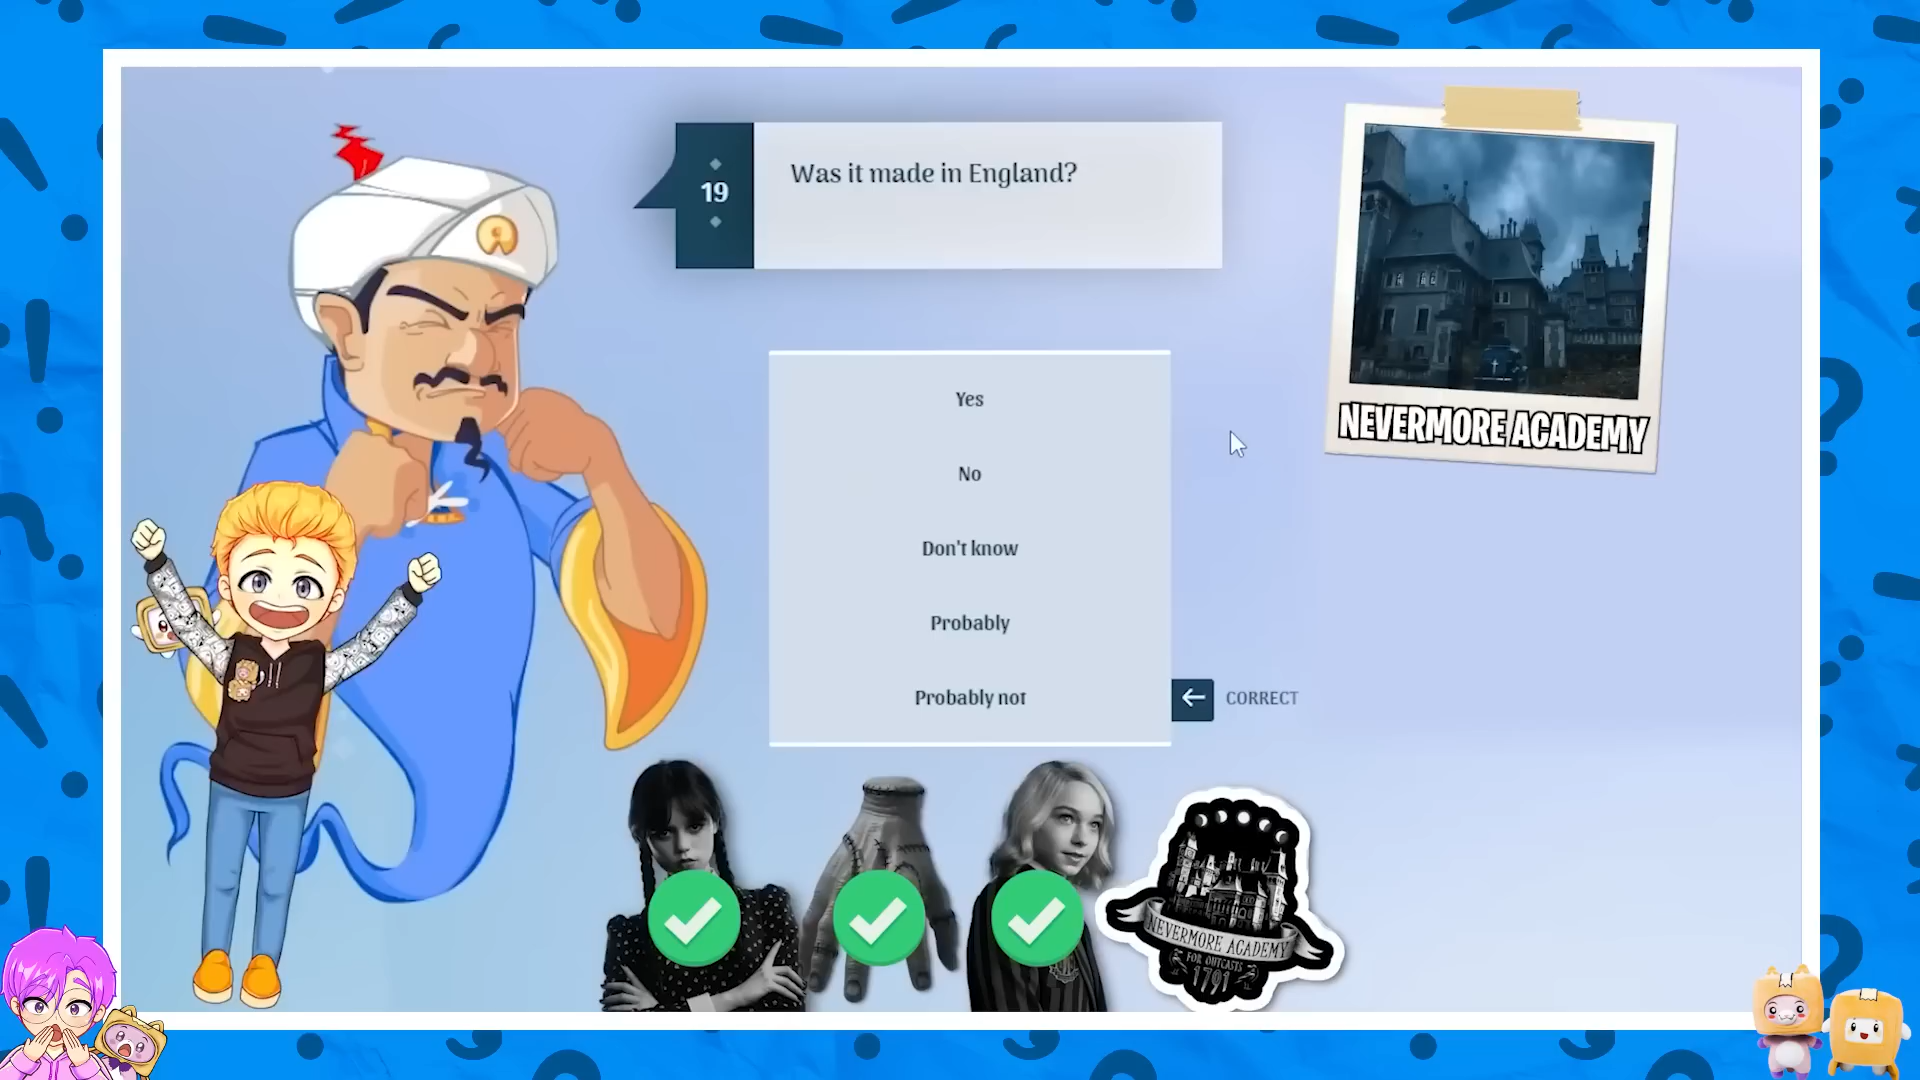 19
Was it made in England?
Yes
No
Don't know
Probably
Probably not
CORRECT
NEVERMORE ACADEMY
NEVERMORE ACADEMY
FOR OUTCASTS
1791